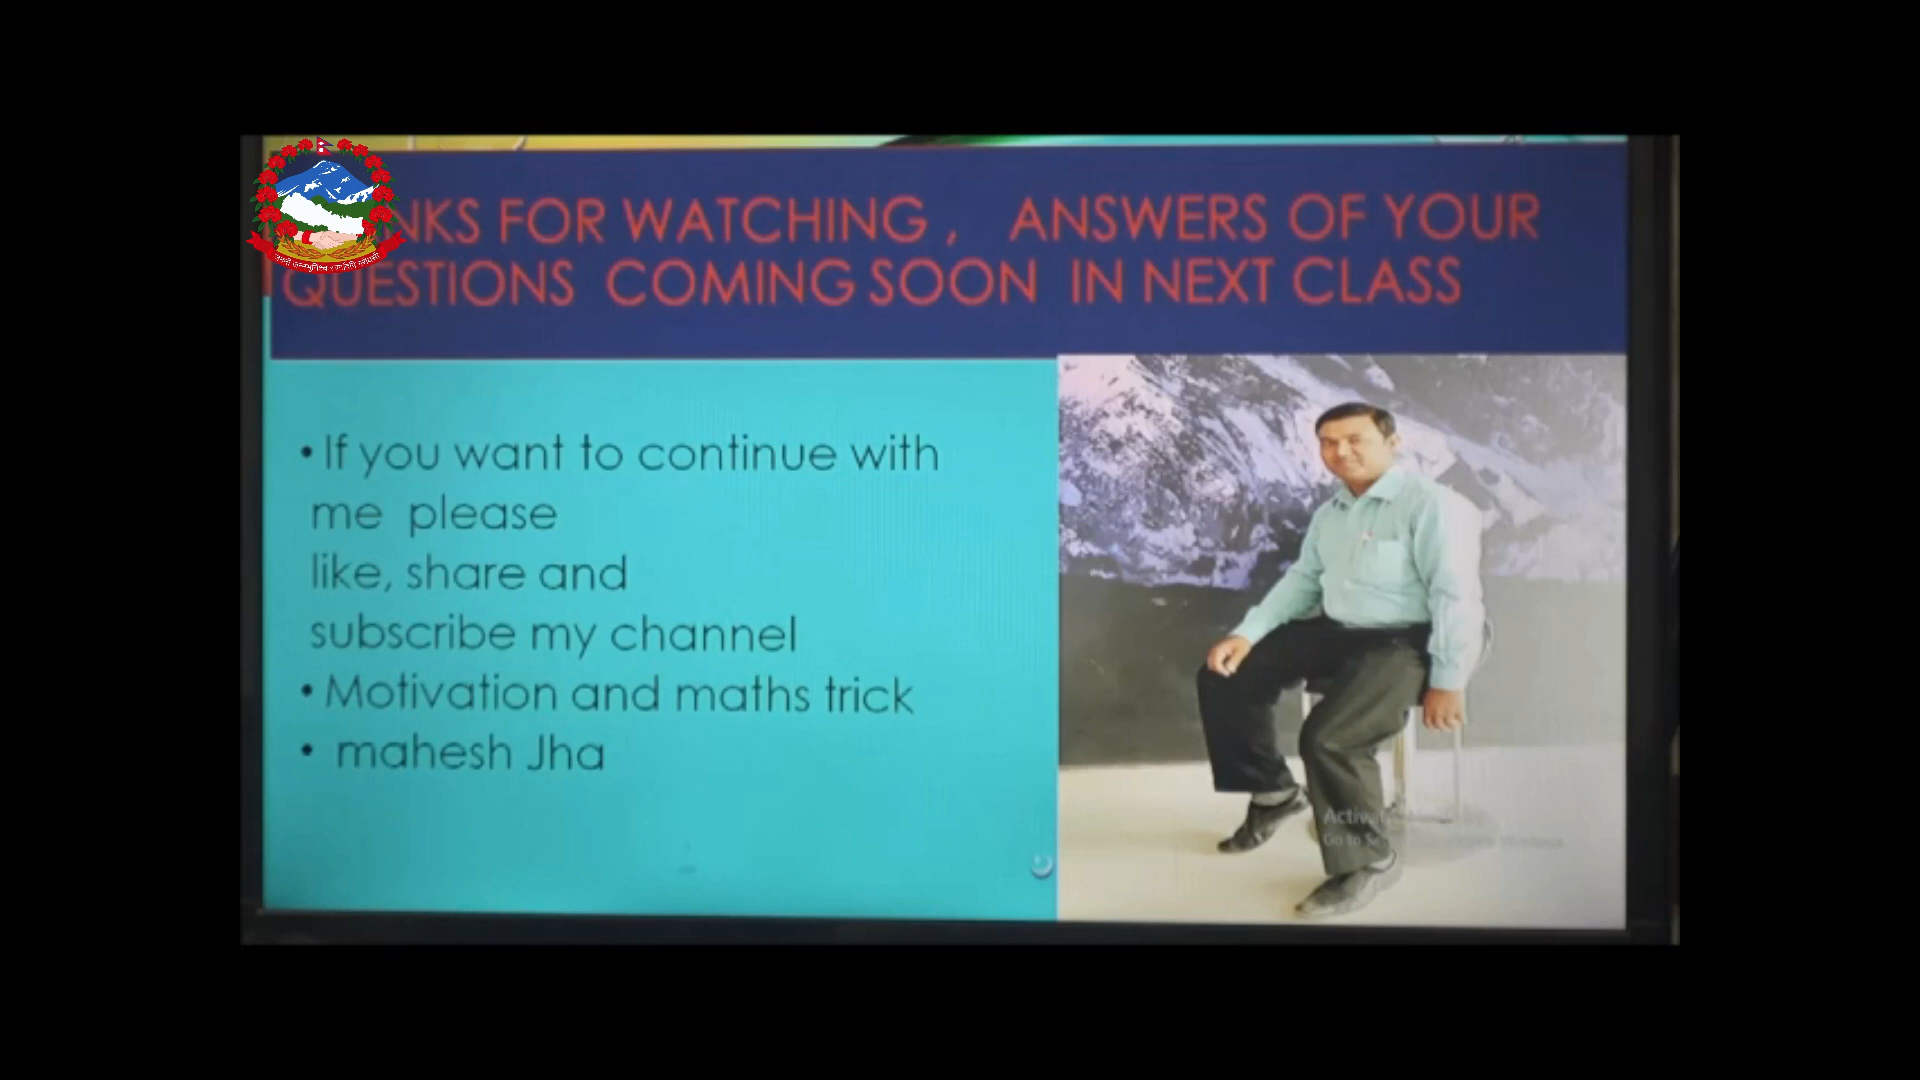 NKS FOR WATCHING , ANSWERS OF YOUR
QUESTIONS COMING SOON IN NEXT CLASS
• If you want to continue with
me please
like, share and
subscribe my channel
• Motivation and maths trick
• mahesh Jha